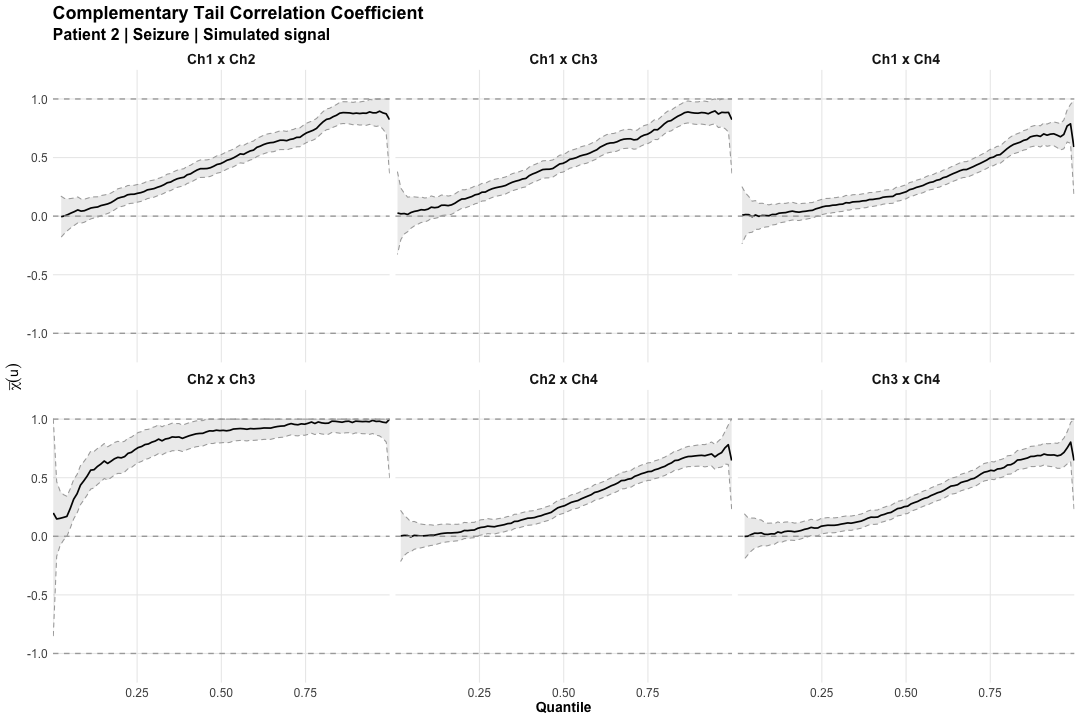 Complementary Tail Correlation Coefficient
Patient 2 | Seizure | Simulated signal
Ch1 x Ch2
Ch1 x Ch3
Ch1 x Ch4
1.0
0.5
0.0
-0.5
-1.0
χ̅(u)
Ch2 x Ch3
Ch2 x Ch4
Ch3 x Ch4
1.0
0.5
0.0
-0.5
-1.0
0.25 0.50 0.75
0.25 0.50 0.75
0.25 0.50 0.75
Quantile